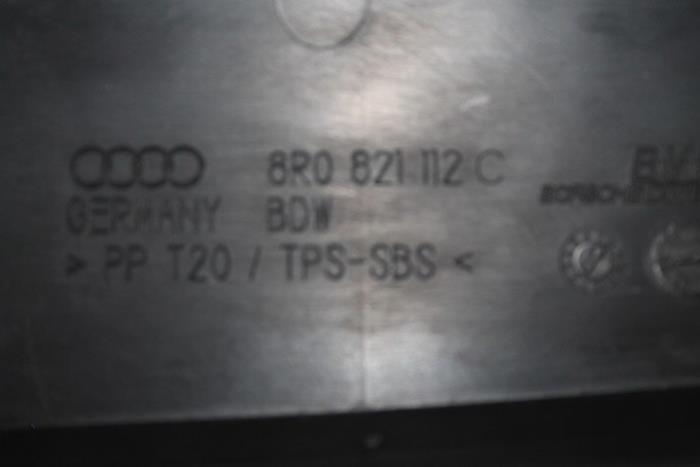 8R0 821 112 C
GERMANY BDW
> PP T20 / TPS-SBS <